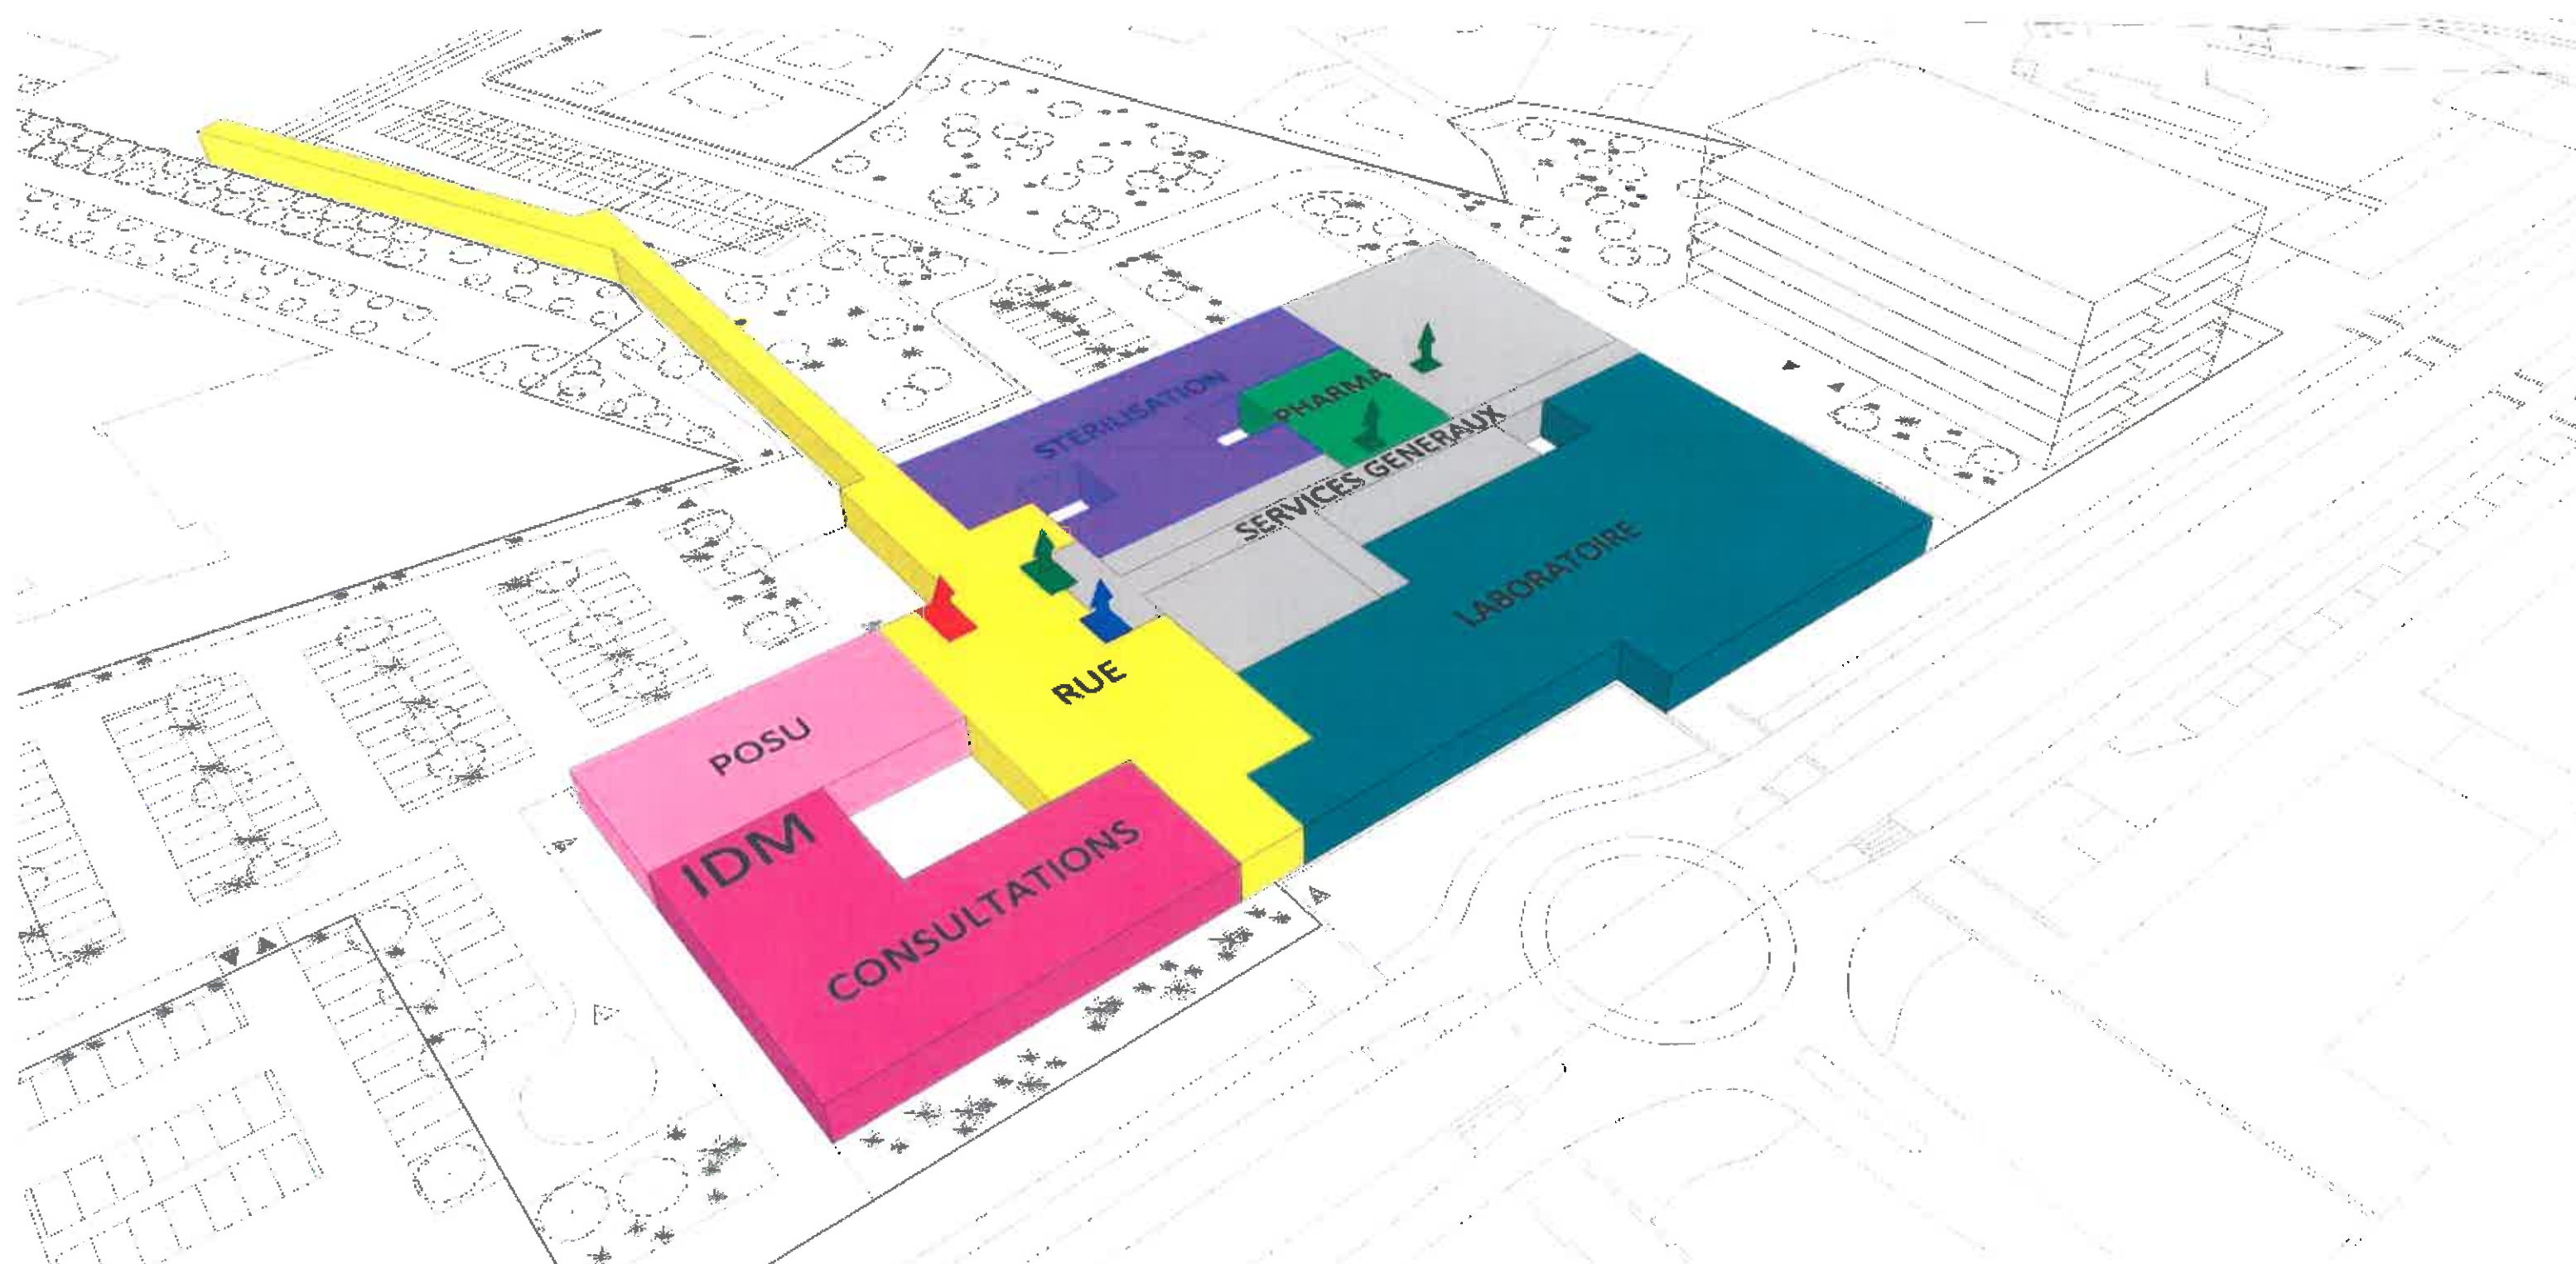 STERILISATION
PHARMA
SERVICES GENERAUX
LABORATOIRE
RUE
POSU
IDM
CONSULTATIONS